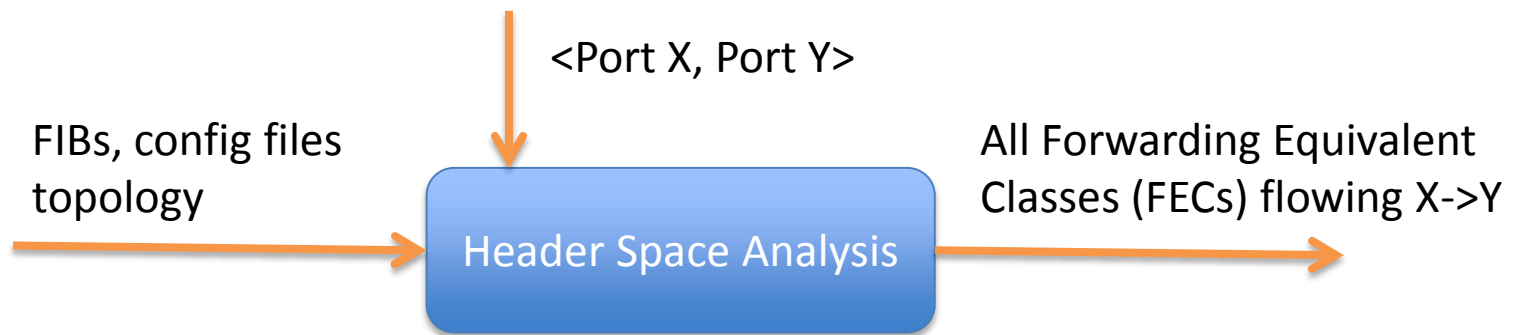 <Port X, Port Y>
FIBs, config files
topology
Header Space Analysis
All Forwarding Equivalent
Classes (FECs) flowing X->Y